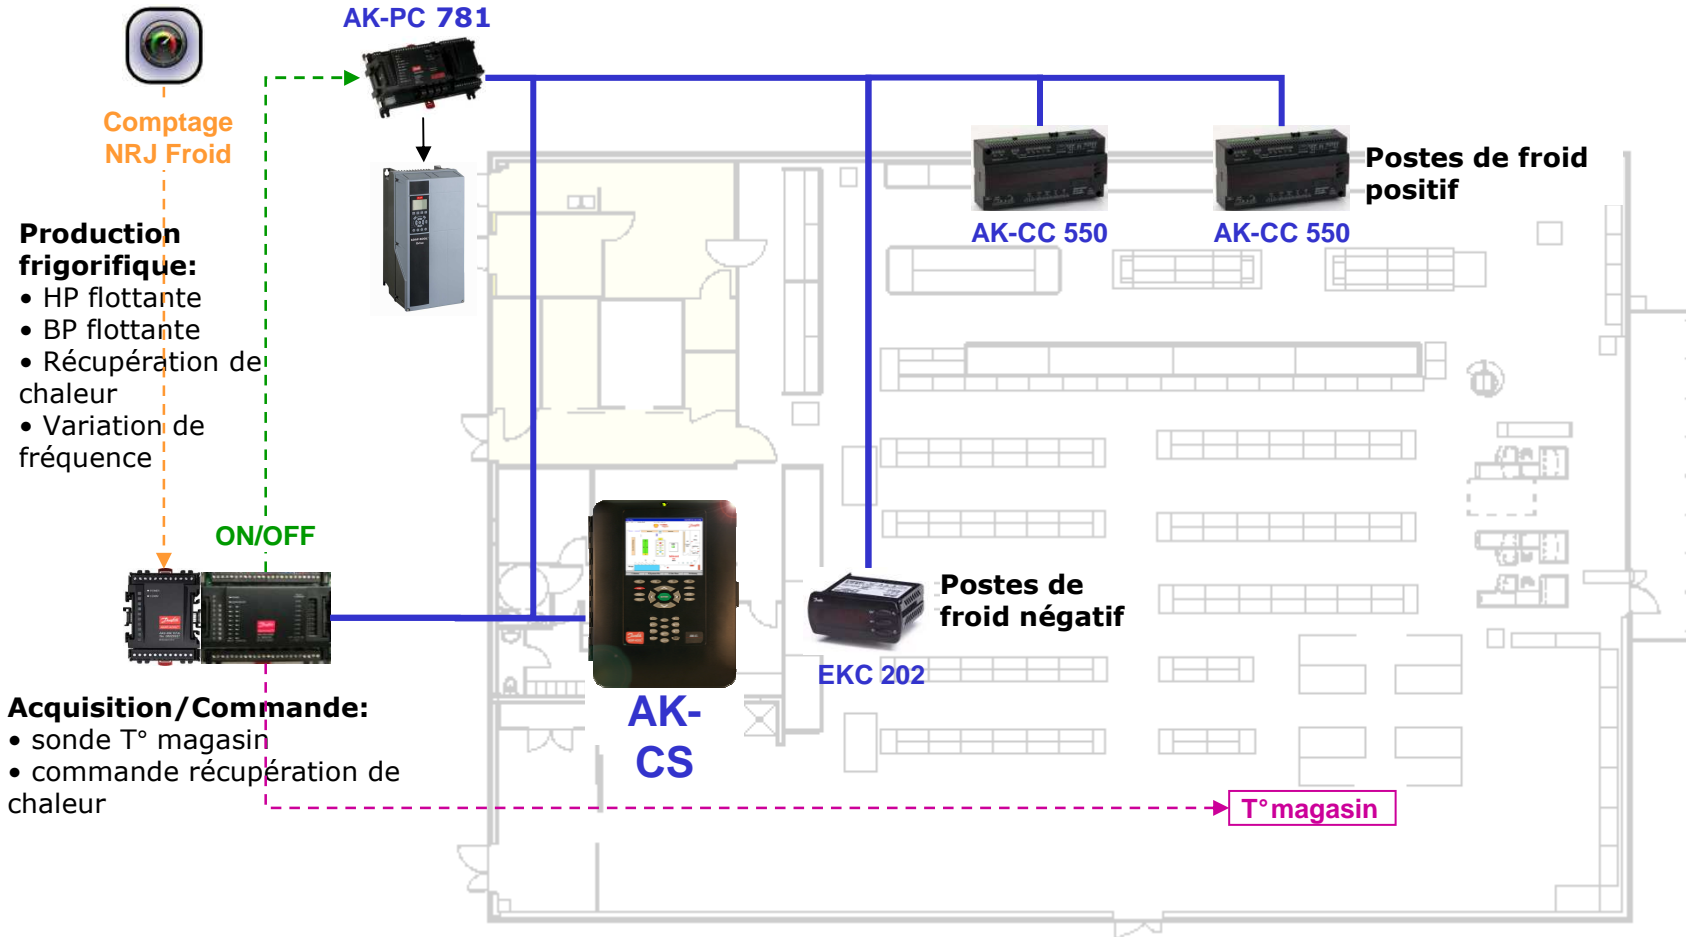 AK-PC 781
Comptage
NRJ Froid
Postes de froid
positif
AK-CC 550
AK-CC 550
Production
frigorifique:
• HP flottante
• BP flottante
• Récupération de
chaleur
• Variation de
fréquence
ON/OFF
Postes de
froid négatif
EKC 202
AK-
CS
Acquisition/Commande:
• sonde T° magasin
• commande récupération de
chaleur
T°magasin